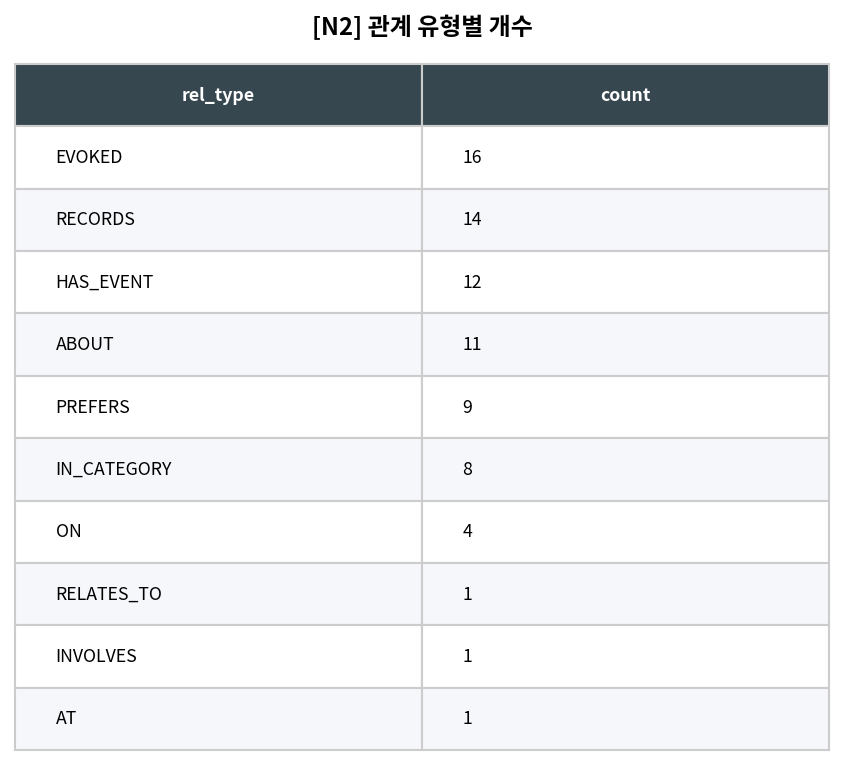 [N2] 관계 유형별 개수
rel_type count
EVOKED 16
RECORDS 14
HAS_EVENT 12
ABOUT 11
PREFERS 9
IN_CATEGORY 8
ON 4
RELATES_TO 1
INVOLVES 1
AT 1